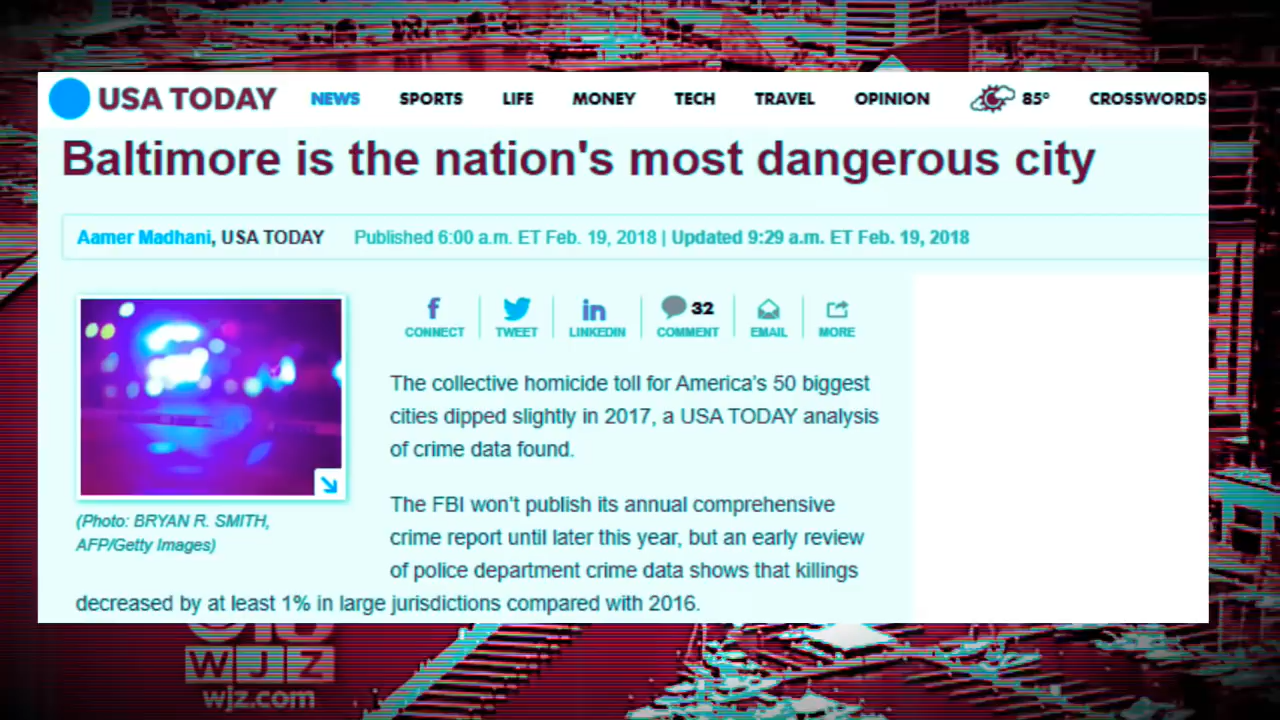 USA TODAY NEWS SPORTS LIFE MONEY TECH TRAVEL OPINION 85° CROSSWORDS
Baltimore is the nation's most dangerous city
Aamer Madhani, USA TODAY Published 6:00 a.m. ET Feb. 19, 2018 | Updated 9:29 a.m. ET Feb. 19, 2018
f in 32
CONNECT TWEET LINKEDIN COMMENT EMAIL MORE
The collective homicide toll for America's 50 biggest
cities dipped slightly in 2017, a USA TODAY analysis
of crime data found.
(Photo: BRYAN R. SMITH,
AFP/Getty Images)
The FBI won't publish its annual comprehensive
crime report until later this year, but an early review
of police department crime data shows that killings
decreased by at least 1% in large jurisdictions compared with 2016.
WJZ
wjz.com